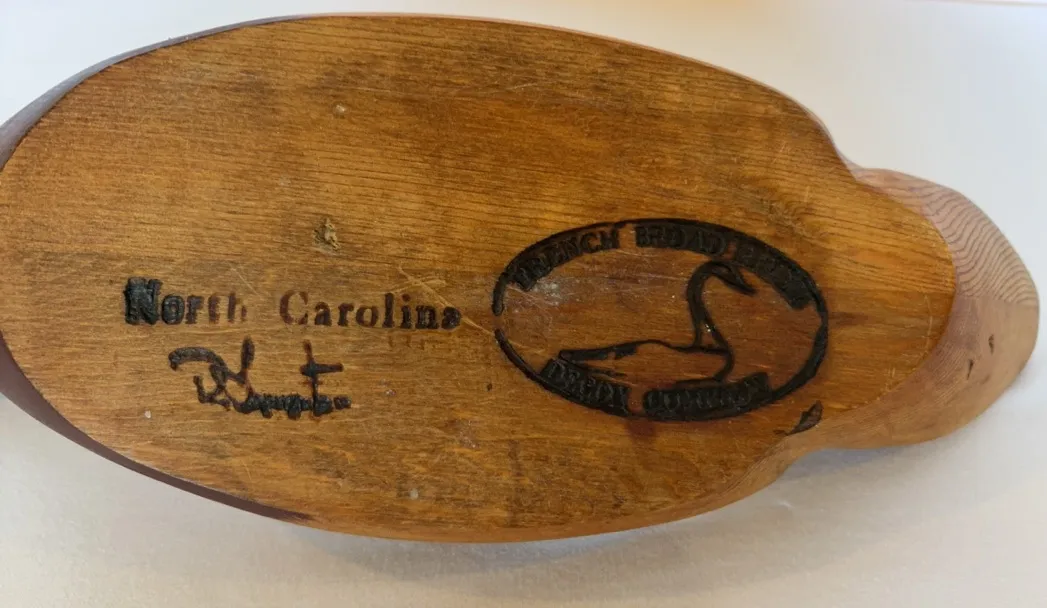 North Carolina
FRENCH BROAD RIVER
DECOY COMPANY